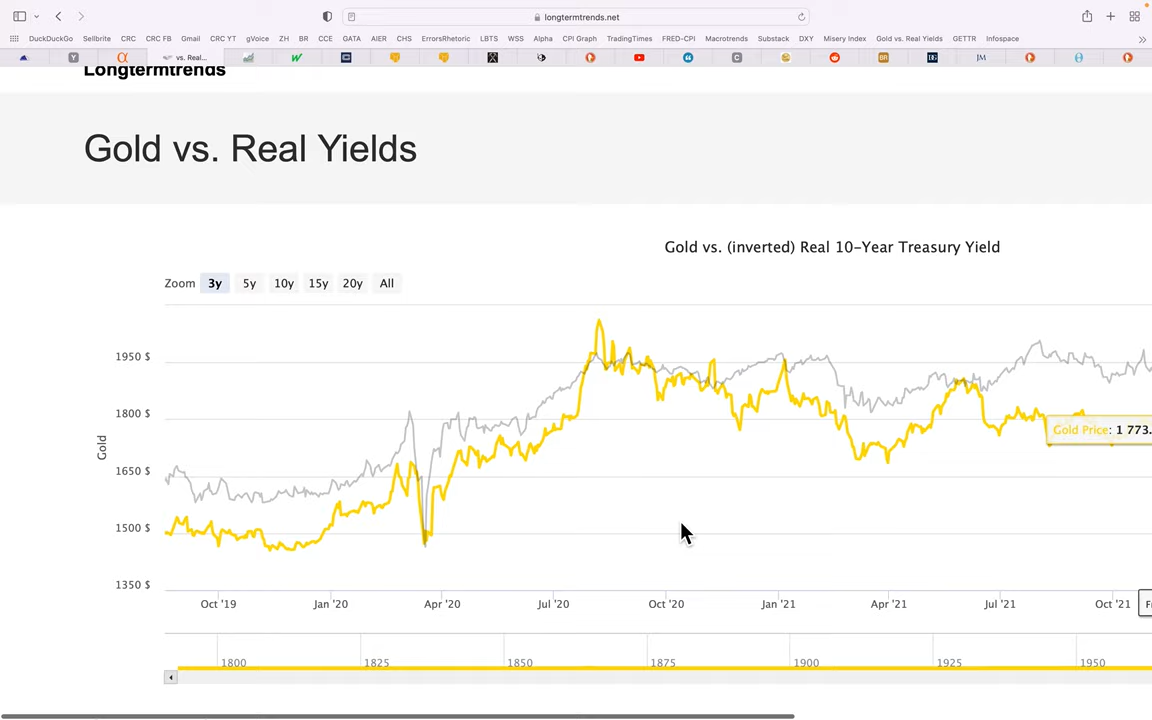 longtermtrends.net
DuckDuckGo Sellbrite CRC CRC FB Gmail CRC YT gVoice ZH BR CCE GATA AIER CHS ErrorsRhetoric LBTS WSS Alpha CPI Graph TradingTimes FRED-CPI Macrotrends Substack DXY Misery Index Gold vs. Real Yields GETTR Infospace
vs. Real...
Longtermtrends
Gold vs. Real Yields
Gold vs. (inverted) Real 10-Year Treasury Yield
Zoom 3y 5y 10y 15y 20y All
1950 $
1800 $
Gold Price: 1 773.
Gold
1650 $
1500 $
1350 $
Oct '19 Jan '20 Apr '20 Jul '20 Oct '20 Jan '21 Apr '21 Jul '21 Oct '21
1800 1825 1850 1875 1900 1925 1950